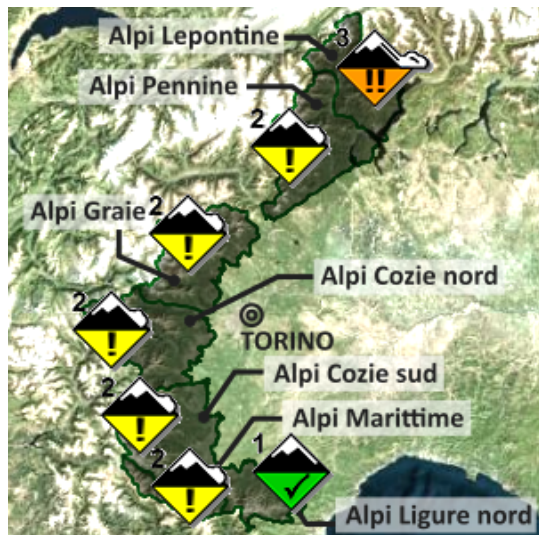 Alpi Lepontine
3
!!
Alpi Pennine
2
!
Alpi Graie
2
!
Alpi Cozie nord
2
!
TORINO
Alpi Cozie sud
2
!
Alpi Marittime
2
!
1
Alpi Ligure nord